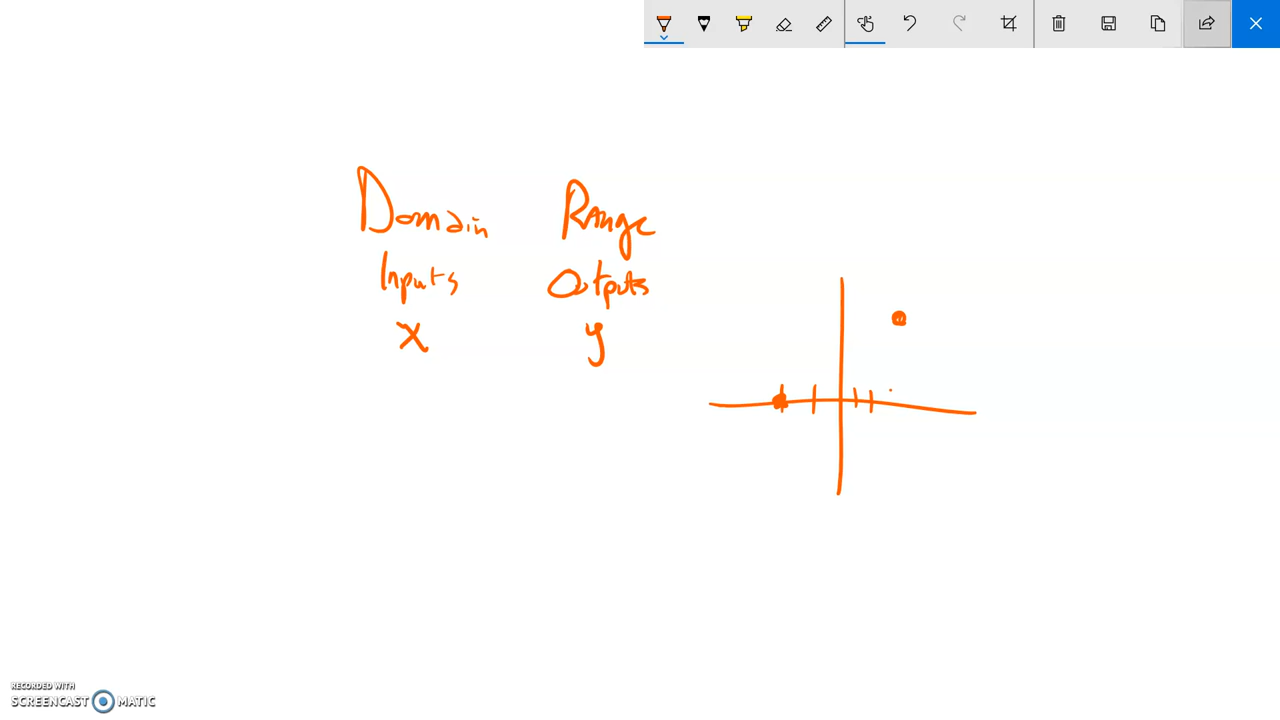 Domain Range
Inputs Outputs
x y
RECORDED WITH
SCREENCAST MATIC